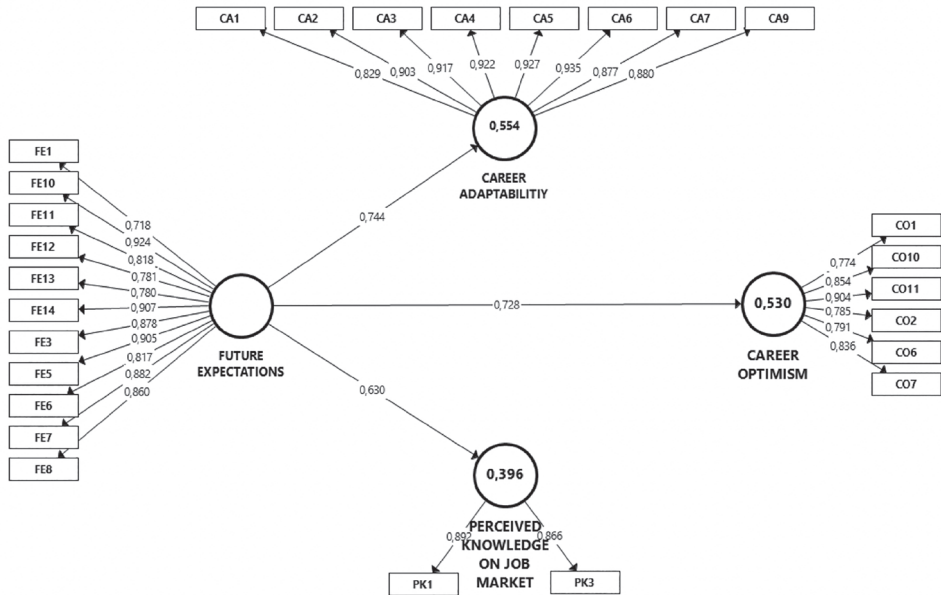 CA1
CA2
CA3
CA4
CA5
CA6
CA7
CA9
0,829
0,903
0,917
0,922
0,927
0,935
0,877
0,880
0,554
CAREER
ADAPTABILITIY
FE1
FE10
FE11
FE12
FE13
FE14
FE3
FE5
FE6
FE7
FE8
0,718
0,924
0,818
0,781
0,780
0,907
0,878
0,905
0,817
0,882
0,860
FUTURE
EXPECTATIONS
0,744
0,728
0,630
0,530
CAREER
OPTIMISM
0,774
0,854
0,904
0,785
0,791
0,836
CO1
CO10
CO11
CO2
CO6
CO7
0,396
PERCEIVED
KNOWLEDGE
ON JOB
MARKET
0,892
0,866
PK1
PK3